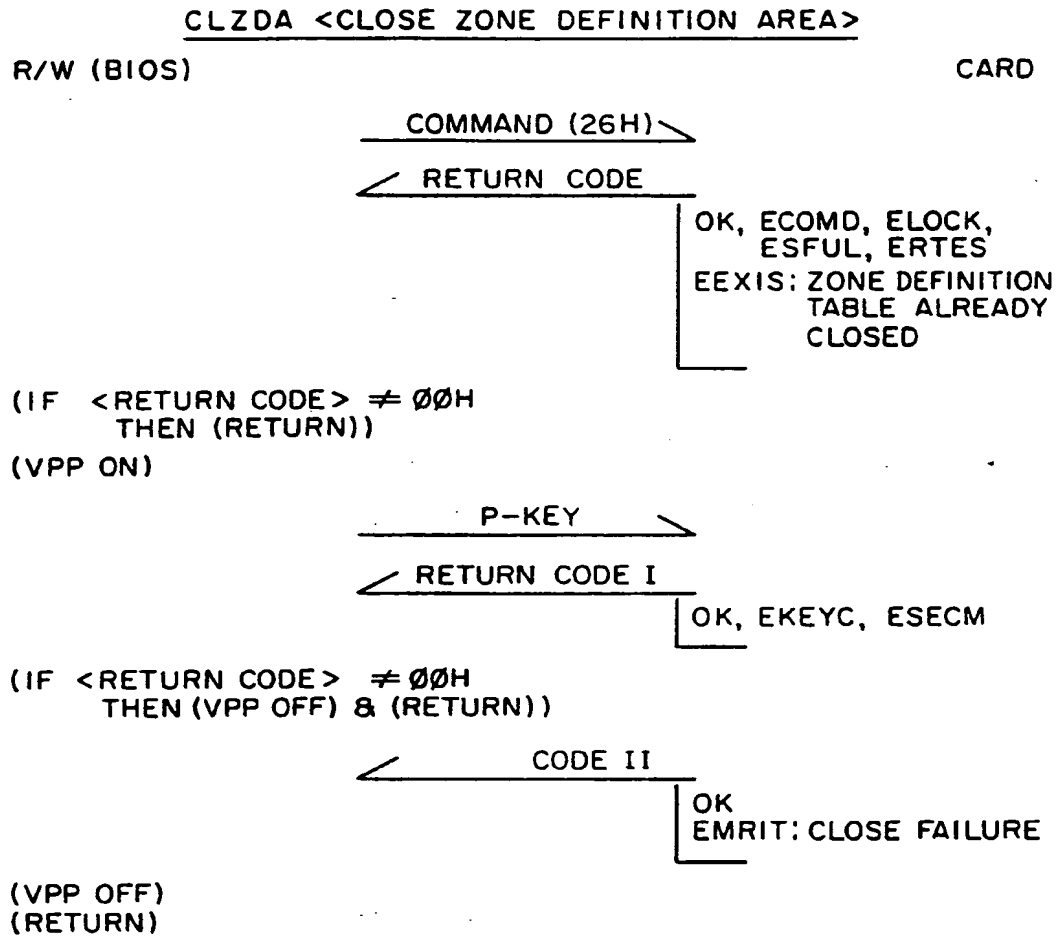 CLZDA <CLOSE ZONE DEFINITION AREA>
R/W (BIOS)
CARD
COMMAND (26H)
RETURN CODE
OK, ECOMD, ELOCK,
ESFUL, ERTES
EEXIS: ZONE DEFINITION
TABLE ALREADY
CLOSED
(IF <RETURN CODE> ≠ ØØH
THEN (RETURN))
(VPP ON)
P-KEY
RETURN CODE I
OK, EKEYC, ESECM
(IF <RETURN CODE> ≠ ØØH
THEN (VPP OFF) & (RETURN))
CODE II
OK
EMRIT: CLOSE FAILURE
(VPP OFF)
(RETURN)